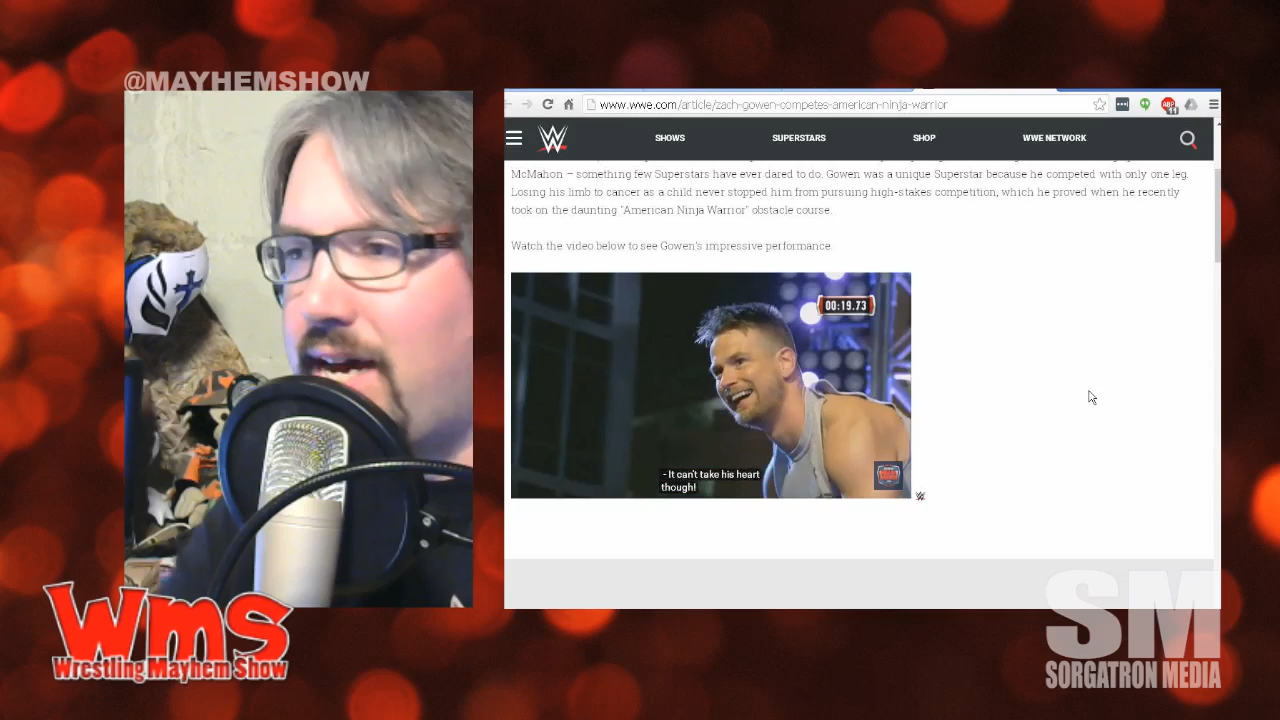 @MAYHEMSHOW
www.wwe.com/article/zach-gowen-competes-american-ninja-warrior
SHOWS SUPERSTARS SHOP WWE NETWORK
McMahon – something few Superstars have ever dared to do. Gowen was a unique Superstar because he competed with only one leg.
Losing his limb to cancer as a child never stopped him from pursuing high-stakes competition, which he proved when he recently
took on the daunting "American Ninja Warrior" obstacle course.
Watch the video below to see Gowen's impressive performance.
00:19.73
- It can't take his heart
though!
WMS
Wrestling Mayhem Show
SM
SORGATRON MEDIA